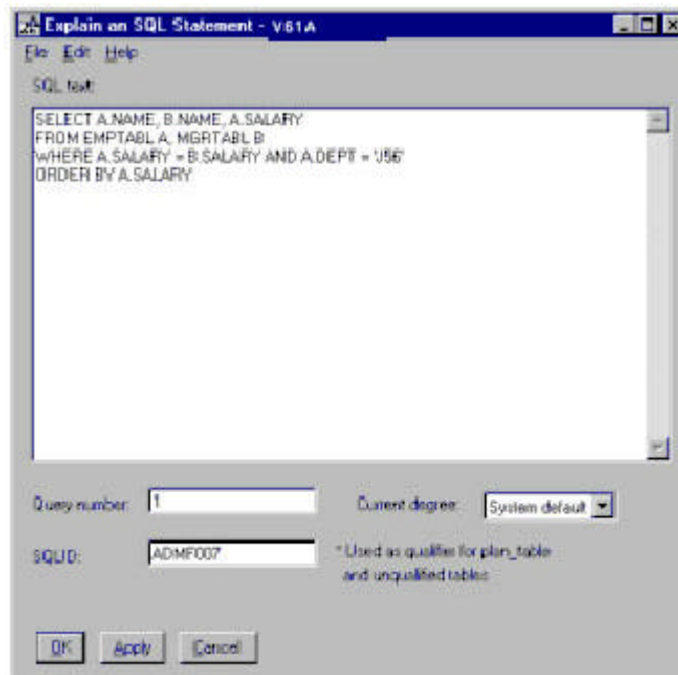 Explain an SQL Statement - V61A
File Edit Help
SQL text:
SELECT A.NAME, B.NAME, A.SALARY
FROM EMPTABL A, MGRTABL B
WHERE A.SALARY = B.SALARY AND A.DEPT = 'J56'
ORDER BY A.SALARY
Query number: 1 Current degree: System default
SQLID: ADMF007 * Used as qualifier for plan_table
and unqualified tables
OK Apply Cancel